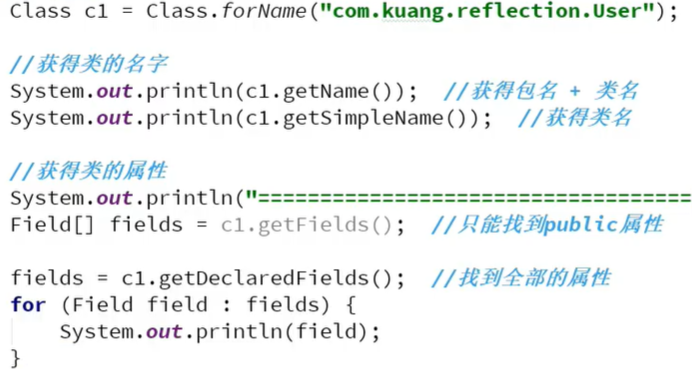 Class c1 = Class.forName("com.kuang.reflection.User");
//获得类的名字
System.out.println(c1.getName()); //获得包名 + 类名
System.out.println(c1.getSimpleName()); //获得类名
//获得类的属性
System.out.println("===================================
Field[] fields = c1.getFields(); //只能找到public属性
fields = c1.getDeclaredFields(); //找到全部的属性
for (Field field : fields) {
System.out.println(field);
}